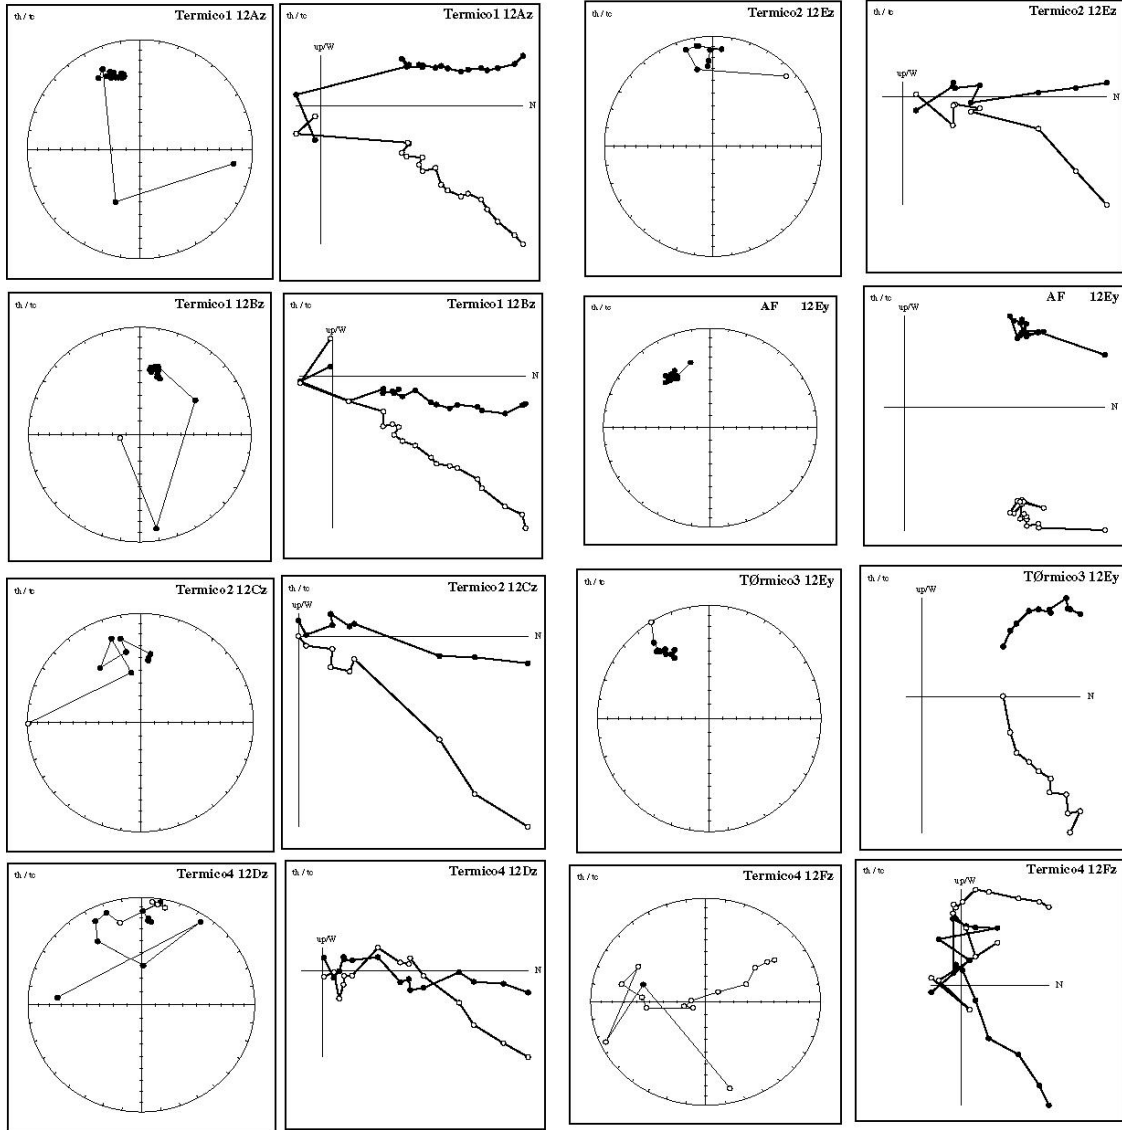 th / tc Termico1 12Az
Termico1 12Az
up/W
N
th / tc Termico2 12Ez
th / tc Termico2 12Ez
up/W
N
th / tc Termico1 12Bz
th / tc Termico1 12Bz
up/W
N
th / tc AF 12Ey
th / tc AF 12Ey
up/W
N
th / tc Termico2 12Cz
th / tc Termico2 12Cz
up/W
N
th / tc TØrmico3 12Ey
th / tc TØrmico3 12Ey
up/W
N
th / tc Termico4 12Dz
th / tc Termico4 12Dz
up/W
N
th / tc Termico4 12Fz
th / tc Termico4 12Fz
up/W
N